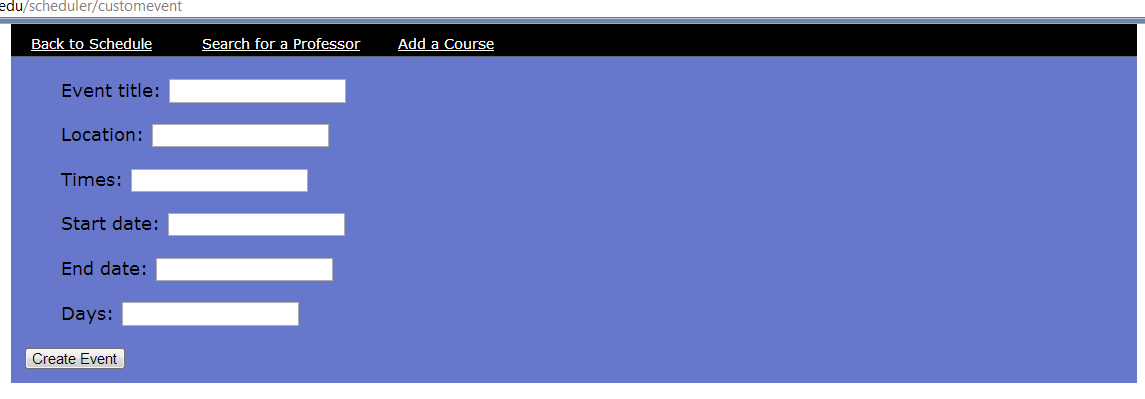 edu/scheduler/customevent
Back to Schedule Search for a Professor Add a Course
Event title:
Location:
Times:
Start date:
End date:
Days:
Create Event